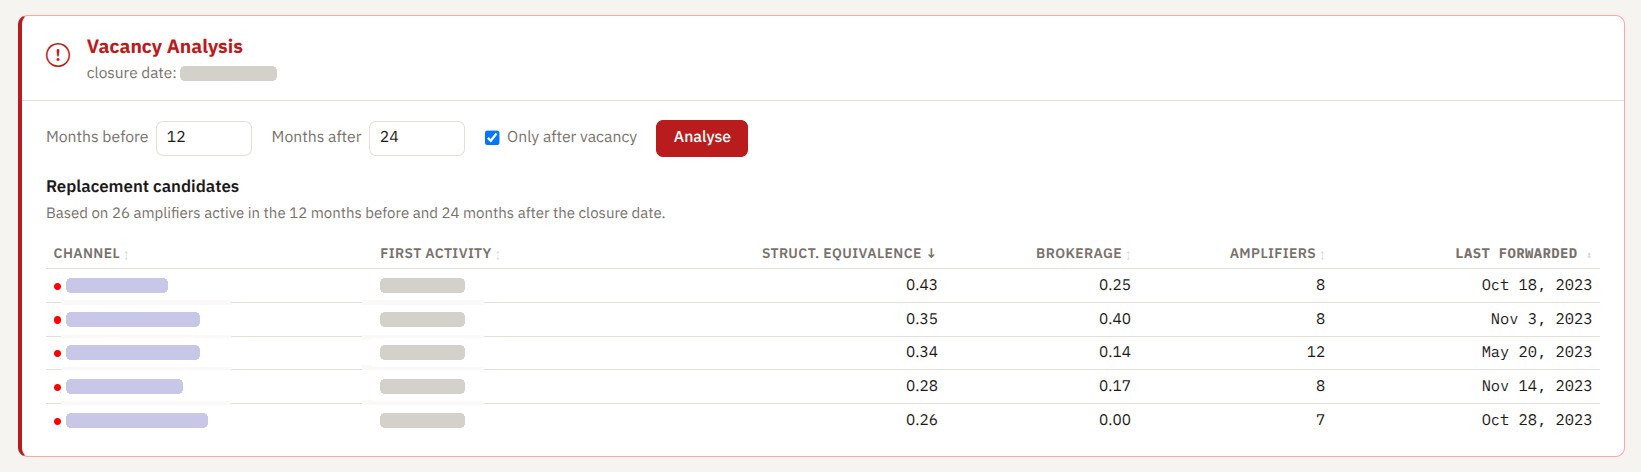 Vacancy Analysis
closure date:
Months before 12 Months after 24 Only after vacancy Analyse
Replacement candidates
Based on 26 amplifiers active in the 12 months before and 24 months after the closure date.
CHANNEL FIRST ACTIVITY STRUCT. EQUIVALENCE ↓ BROKERAGE AMPLIFIERS LAST FORWARDED
0.43 0.25 8 Oct 18, 2023
0.35 0.40 8 Nov 3, 2023
0.34 0.14 12 May 20, 2023
0.28 0.17 8 Nov 14, 2023
0.26 0.00 7 Oct 28, 2023